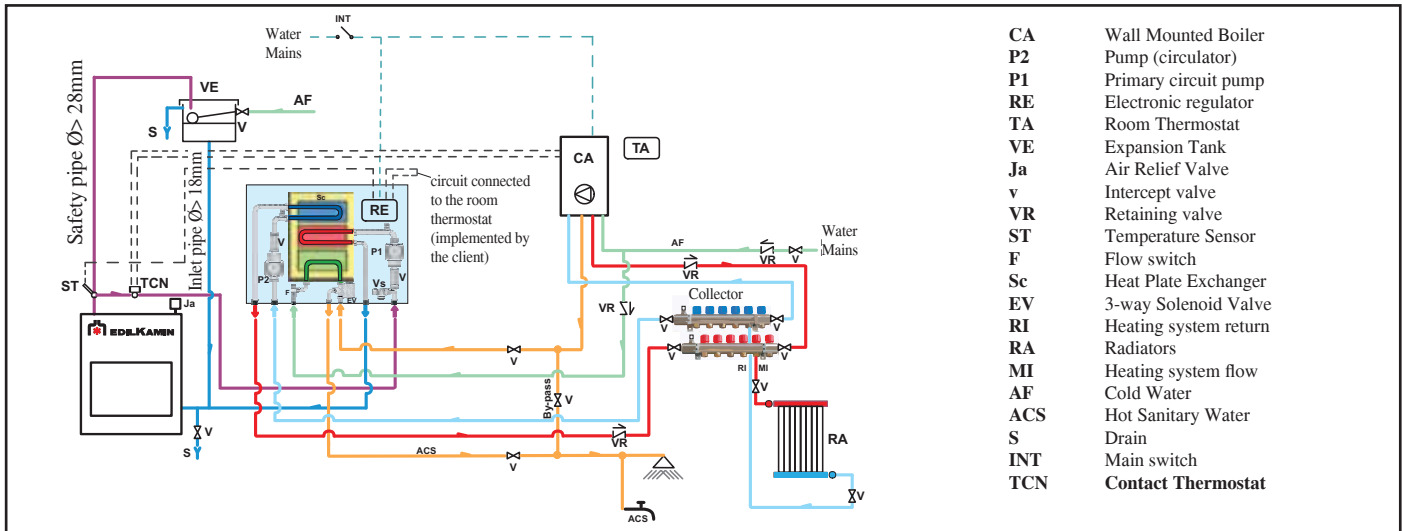 INT
Water
Mains
Safety pipe Ø> 28mm
VE
AF
V
S
Inlet pipe Ø> 18mm
CA
TA
circuit connected
to the room
thermostat
(implemented by
the client)
Sc
RE
V
P1
P2
V
Vs
F
EV
ST
TCN
Ja
EDILKAMIN
AF
VR
V
Water
Mains
VR
VR
Collector
V
V
V
V
RI
MI
V
V
By-pass
V
VR
RA
V
S
ACS
V
V
ACS
CA Wall Mounted Boiler
P2 Pump (circulator)
P1 Primary circuit pump
RE Electronic regulator
TA Room Thermostat
VE Expansion Tank
Ja Air Relief Valve
v Intercept valve
VR Retaining valve
ST Temperature Sensor
F Flow switch
Sc Heat Plate Exchanger
EV 3-way Solenoid Valve
RI Heating system return
RA Radiators
MI Heating system flow
AF Cold Water
ACS Hot Sanitary Water
S Drain
INT Main switch
TCN Contact Thermostat